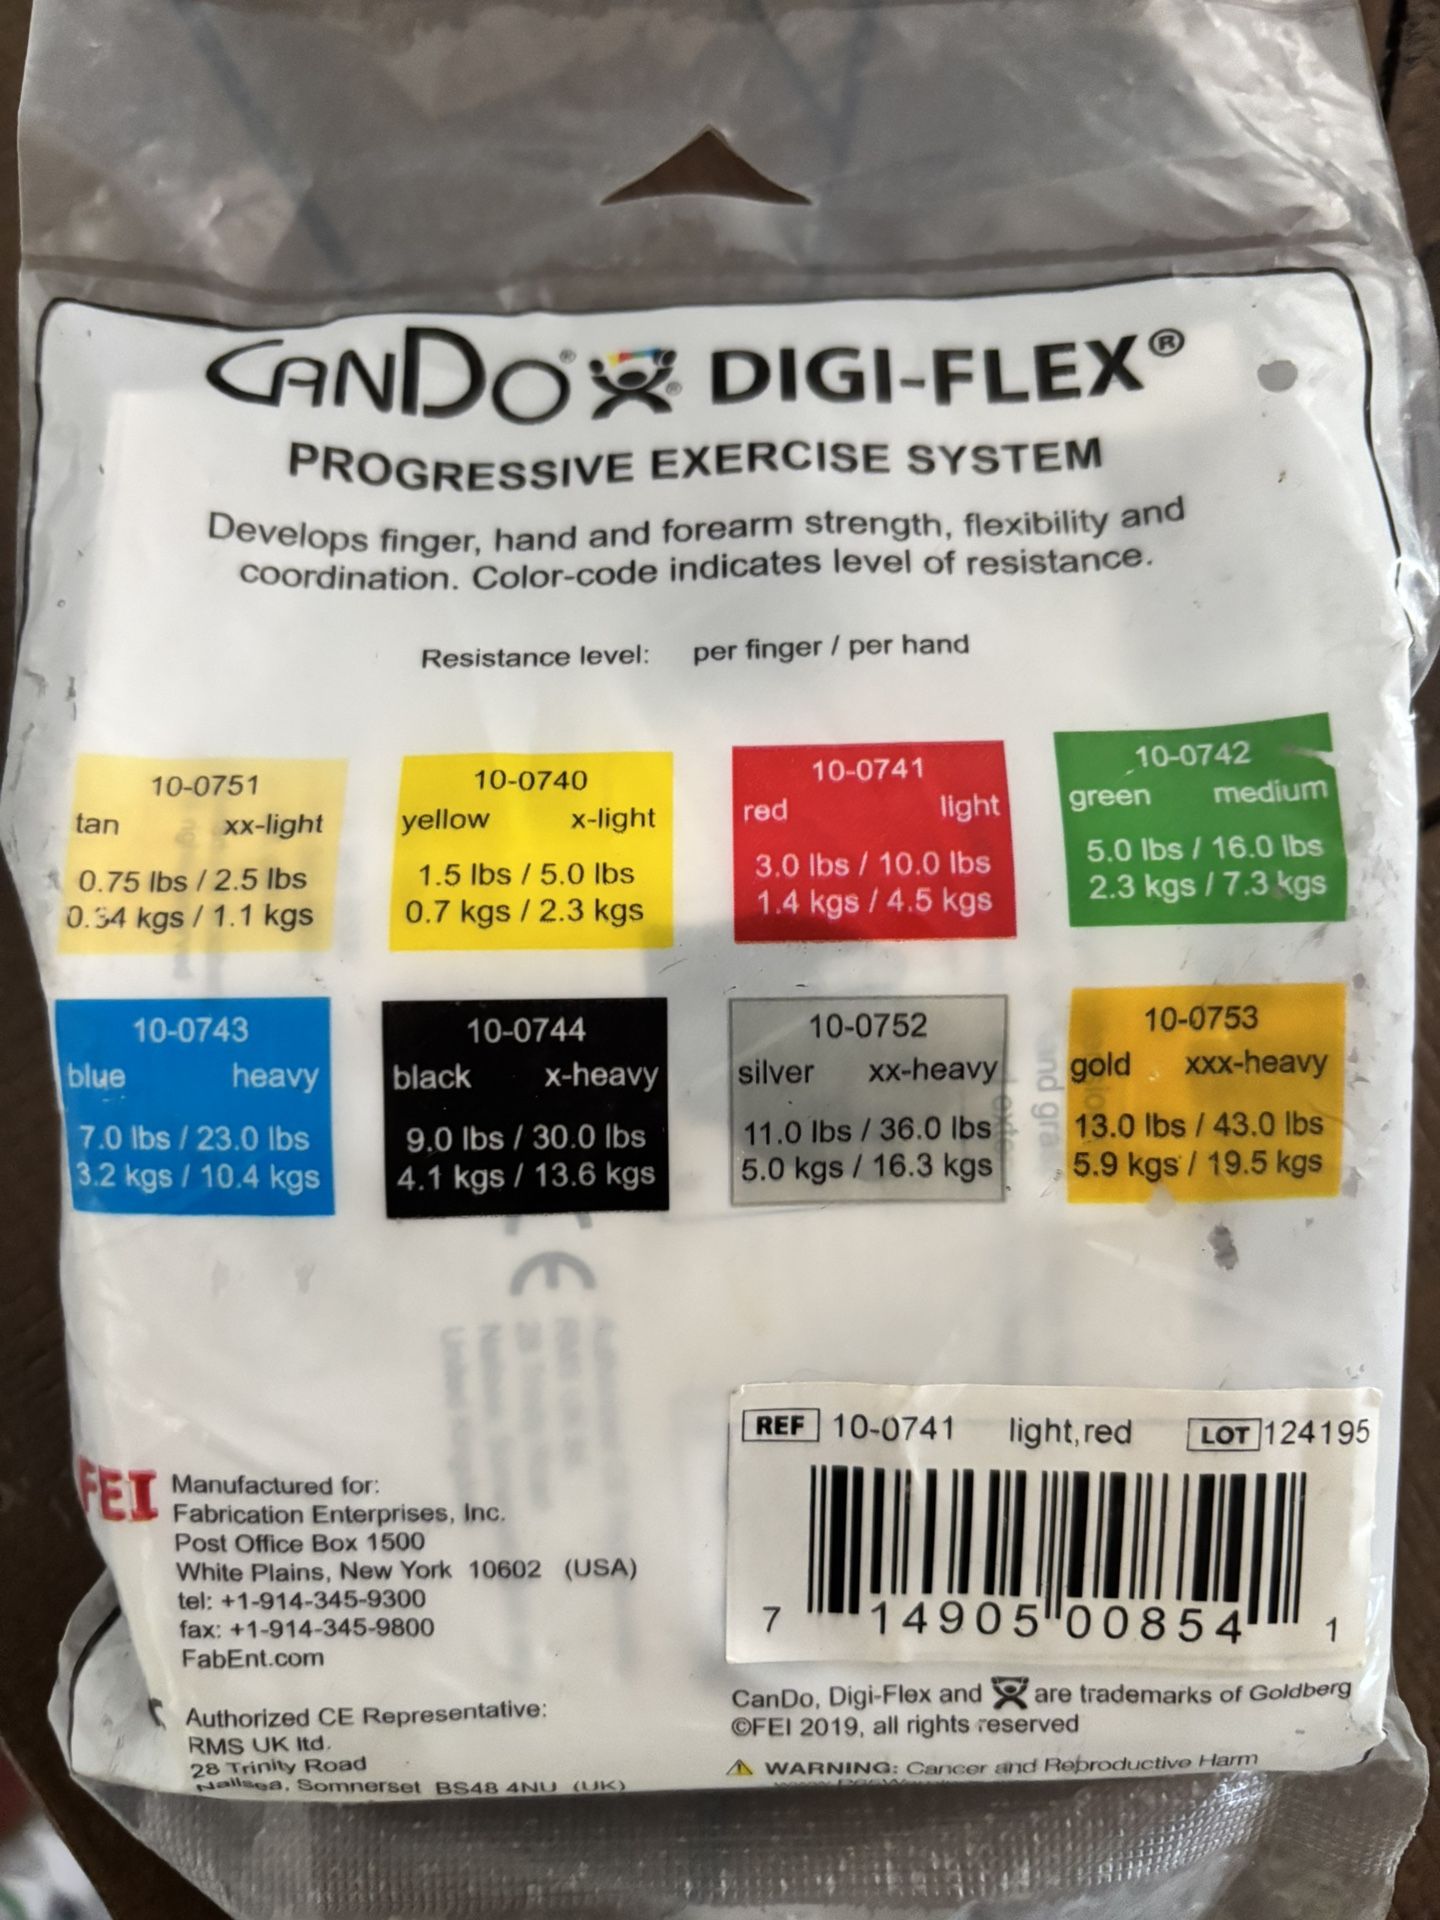 CanDo® ® DIGI-FLEX®
PROGRESSIVE EXERCISE SYSTEM
Develops finger, hand and forearm strength, flexibility and
coordination. Color-code indicates level of resistance.
Resistance level: per finger / per hand
10-0751
tan xx-light
0.75 lbs / 2.5 lbs
0.34 kgs / 1.1 kgs
10-0740
yellow x-light
1.5 lbs / 5.0 lbs
0.7 kgs / 2.3 kgs
10-0741
red light
3.0 lbs / 10.0 lbs
1.4 kgs / 4.5 kgs
10-0742
green medium
5.0 lbs / 16.0 lbs
2.3 kgs / 7.3 kgs
10-0743
blue heavy
7.0 lbs / 23.0 lbs
3.2 kgs / 10.4 kgs
10-0744
black x-heavy
9.0 lbs / 30.0 lbs
4.1 kgs / 13.6 kgs
10-0752
silver xx-heavy
11.0 lbs / 36.0 lbs
5.0 kgs / 16.3 kgs
10-0753
gold xxx-heavy
13.0 lbs / 43.0 lbs
5.9 kgs / 19.5 kgs
CE
REF 10-0741 light,red LOT 124195
7 14905 00854 1
FEI
Manufactured for:
Fabrication Enterprises, Inc.
Post Office Box 1500
White Plains, New York 10602 (USA)
tel: +1-914-345-9300
fax: +1-914-345-9800
FabEnt.com
Authorized CE Representative:
RMS UK ltd.
28 Trinity Road
Nailsea, Somnerset BS48 4NU (UK)
CanDo, Digi-Flex and are trademarks of Goldberg
©FEI 2019, all rights reserved
⚠ WARNING: Cancer and Reproductive Harm